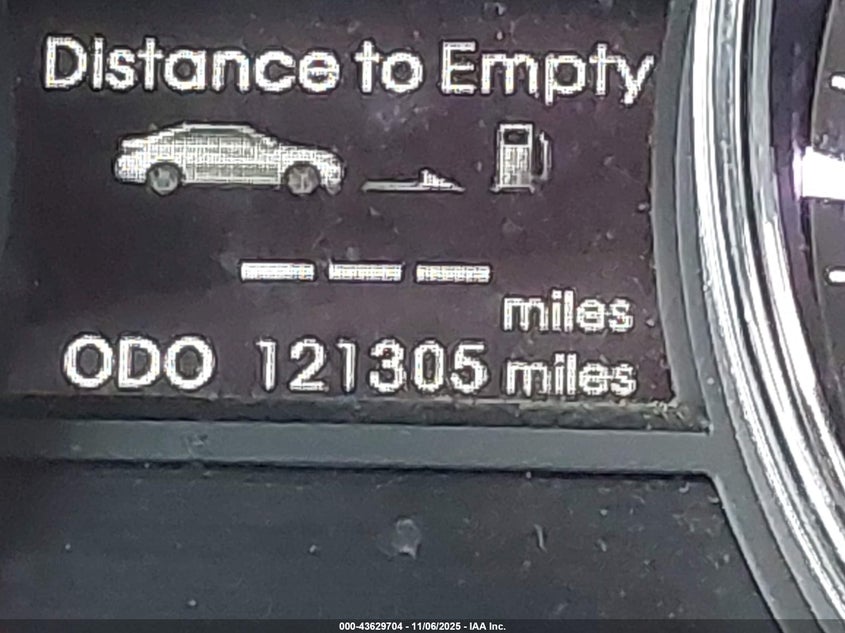 Distance to Empty
--- miles
ODO 121305 miles
000-43629704 - 11/06/2025 - IAA Inc.